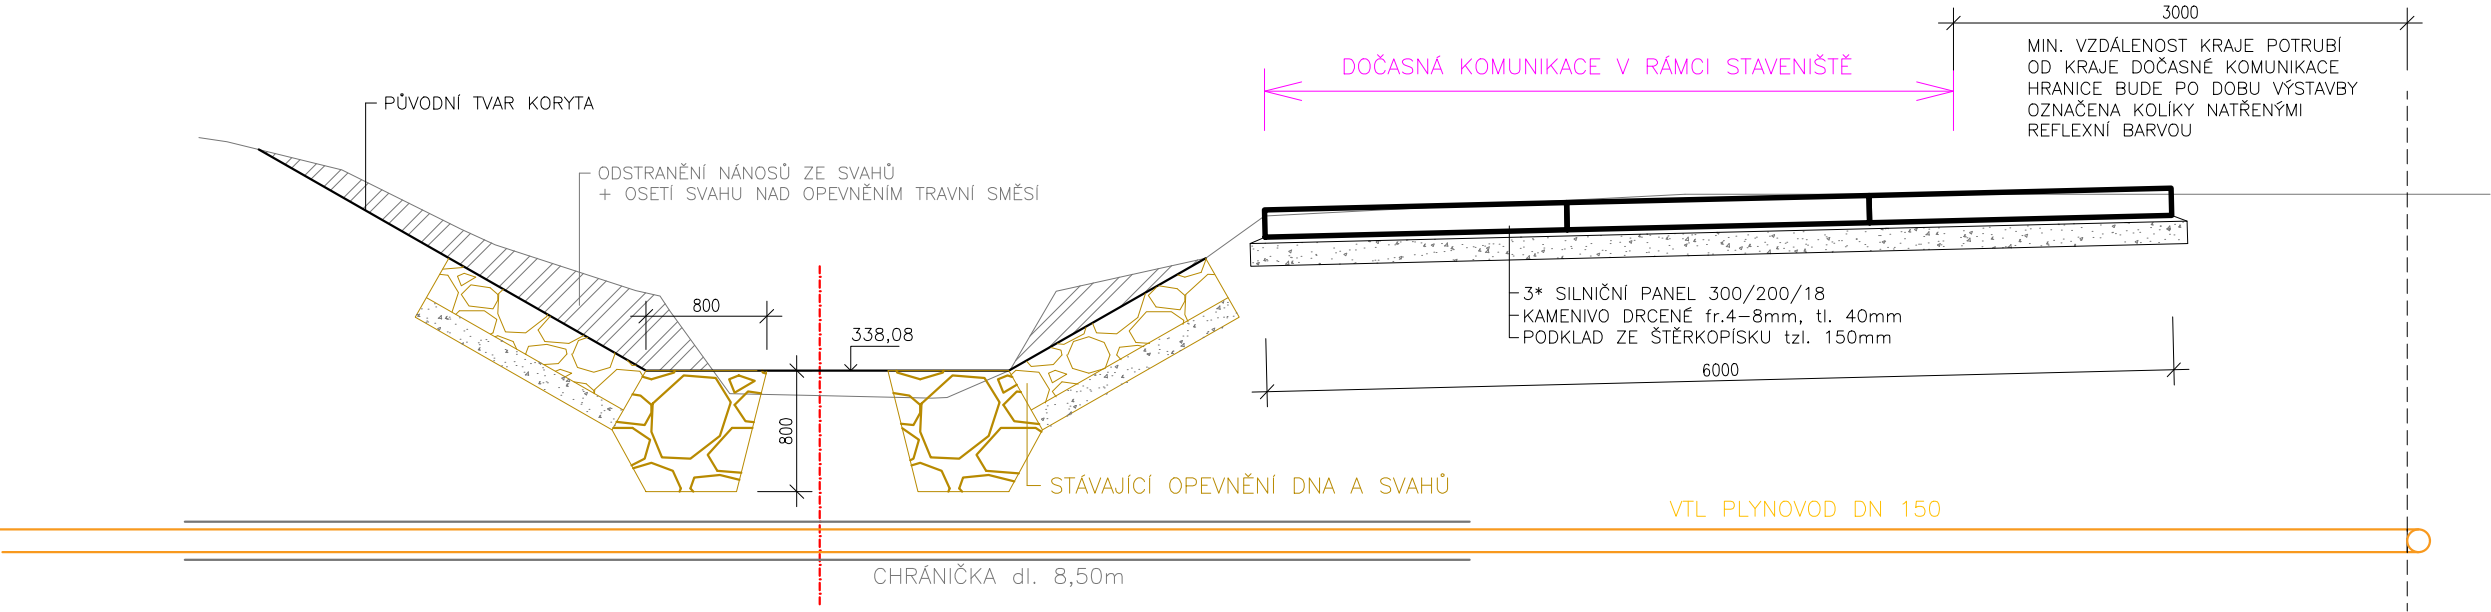 3000
MIN. VZDÁLENOST KRAJE POTRUBÍ
OD KRAJE DOČASNÉ KOMUNIKACE
HRANICE BUDE PO DOBU VÝSTAVBY
OZNAČENA KOLÍKY NATŘENÝMI
REFLEXNÍ BARVOU
DOČASNÁ KOMUNIKACE V RÁMCI STAVENIŠTĚ
PŮVODNÍ TVAR KORYTA
ODSTRANĚNÍ NÁNOSŮ ZE SVAHŮ
+ OSETÍ SVAHU NAD OPEVNĚNÍM TRAVNÍ SMĚSÍ
800
338,08
3* SILNIČNÍ PANEL 300/200/18
KAMENIVO DRCENÉ fr.4-8mm, tl. 40mm
PODKLAD ZE ŠTĚRKOPÍSKU tzl. 150mm
6000
800
STÁVAJÍCÍ OPEVNĚNÍ DNA A SVAHŮ
VTL PLYNOVOD DN 150
CHRÁNIČKA dl. 8,50m